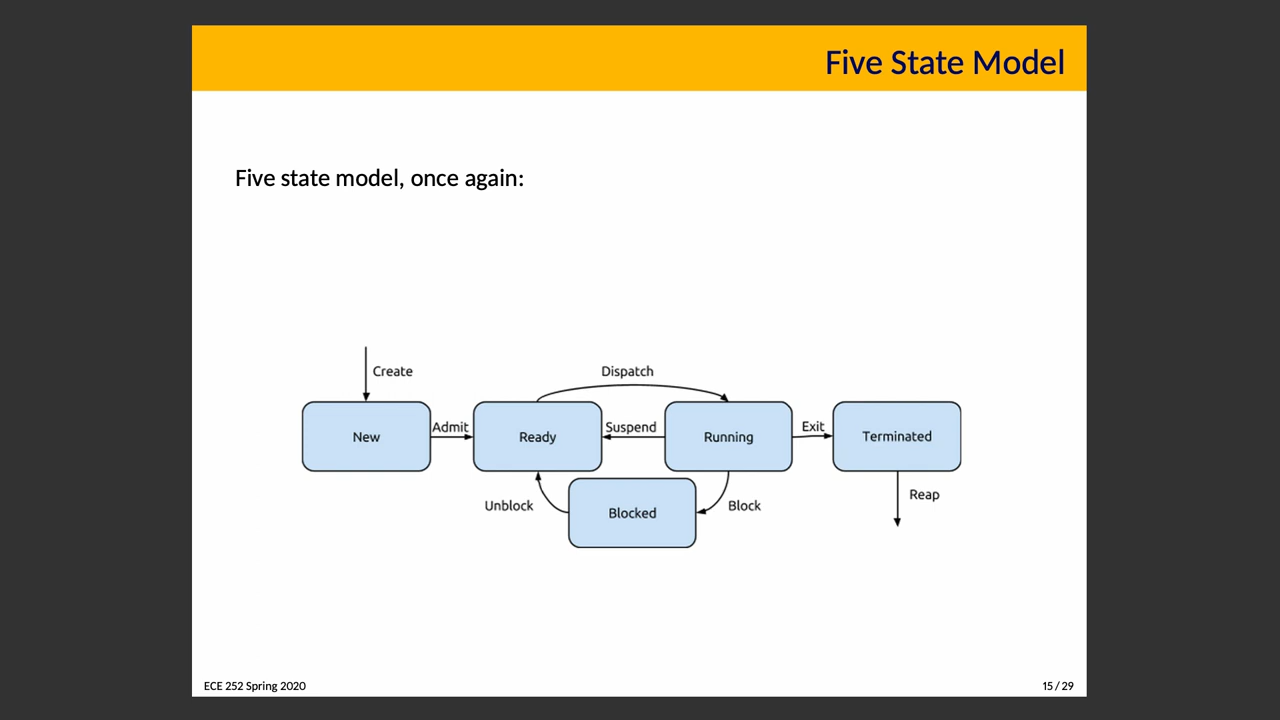 Five State Model
Five state model, once again:
Create
Dispatch
New
Admit
Ready
Suspend
Running
Exit
Terminated
Unblock
Blocked
Block
Reap
ECE 252 Spring 2020
15 / 29